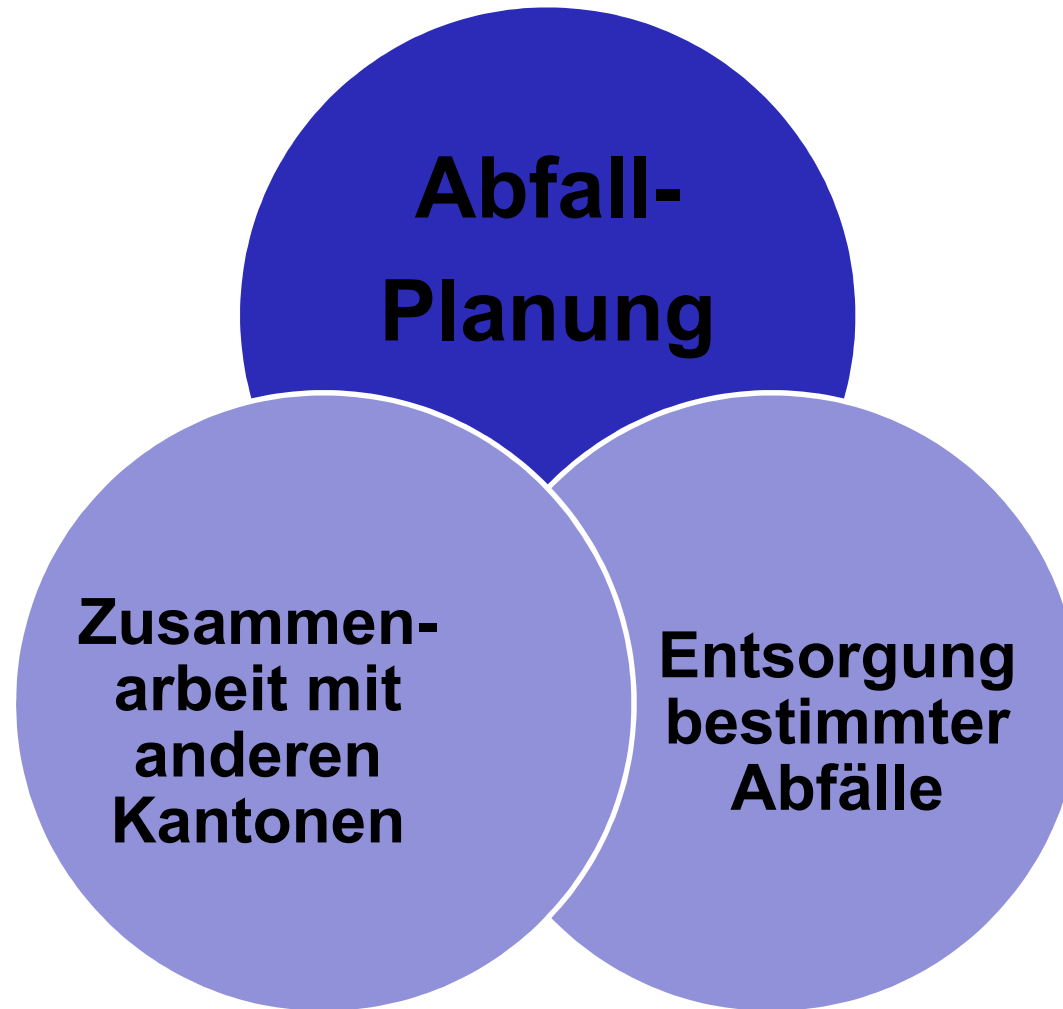 Abfall-
Planung
Zusammen-
arbeit mit
anderen
Kantonen
Entsorgung
bestimmter
Abfälle